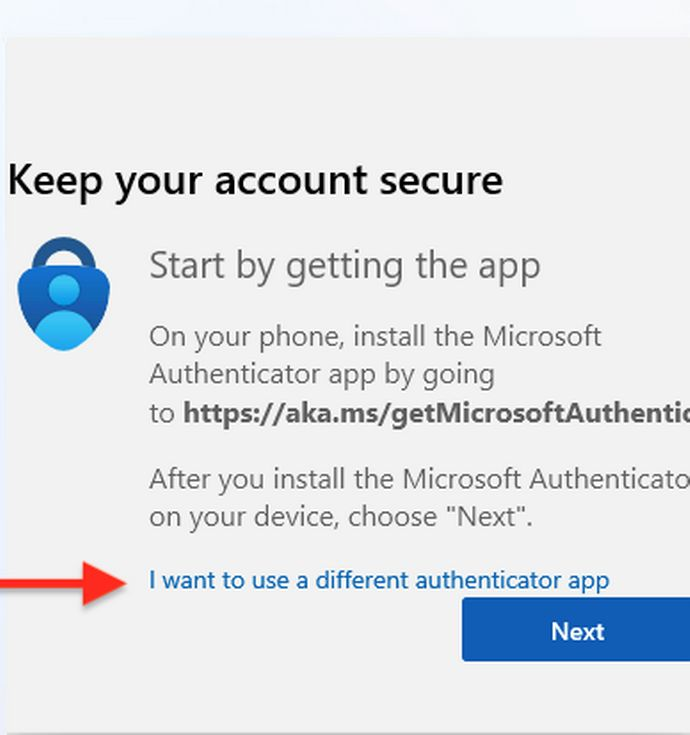 Keep your account secure
Start by getting the app
On your phone, install the Microsoft
Authenticator app by going
to https://aka.ms/getMicrosoftAuthentic
After you install the Microsoft Authenticato
on your device, choose "Next".
I want to use a different authenticator app
Next